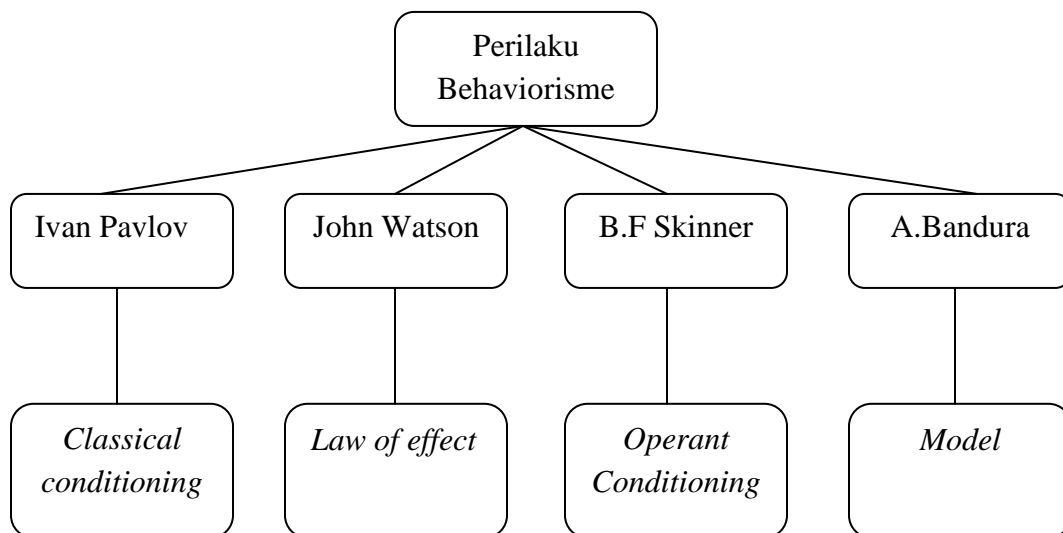 Perilaku
Behaviorisme
Ivan Pavlov
John Watson
B.F Skinner
A.Bandura
Classical
conditioning
Law of effect
Operant
Conditioning
Model